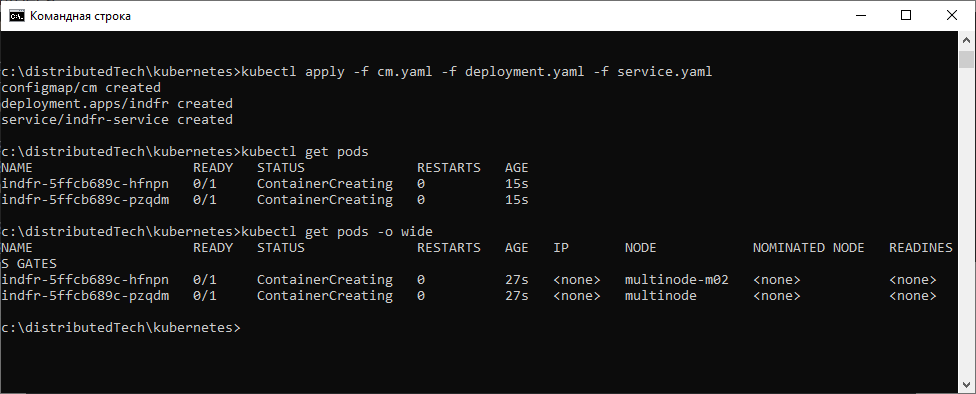 Командная строка
c:\distributedTech\kubernetes>kubectl apply -f cm.yaml -f deployment.yaml -f service.yaml
configmap/cm created
deployment.apps/indfr created
service/indfr-service created
c:\distributedTech\kubernetes>kubectl get pods
NAME READY STATUS RESTARTS AGE
indfr-5ffcb689c-hfnpn 0/1 ContainerCreating 0 15s
indfr-5ffcb689c-pzqdm 0/1 ContainerCreating 0 15s
c:\distributedTech\kubernetes>kubectl get pods -o wide
NAME READY STATUS RESTARTS AGE IP NODE NOMINATED NODE READINES
S GATES
indfr-5ffcb689c-hfnpn 0/1 ContainerCreating 0 27s <none> multinode-m02 <none> <none>
indfr-5ffcb689c-pzqdm 0/1 ContainerCreating 0 27s <none> multinode <none> <none>
c:\distributedTech\kubernetes>